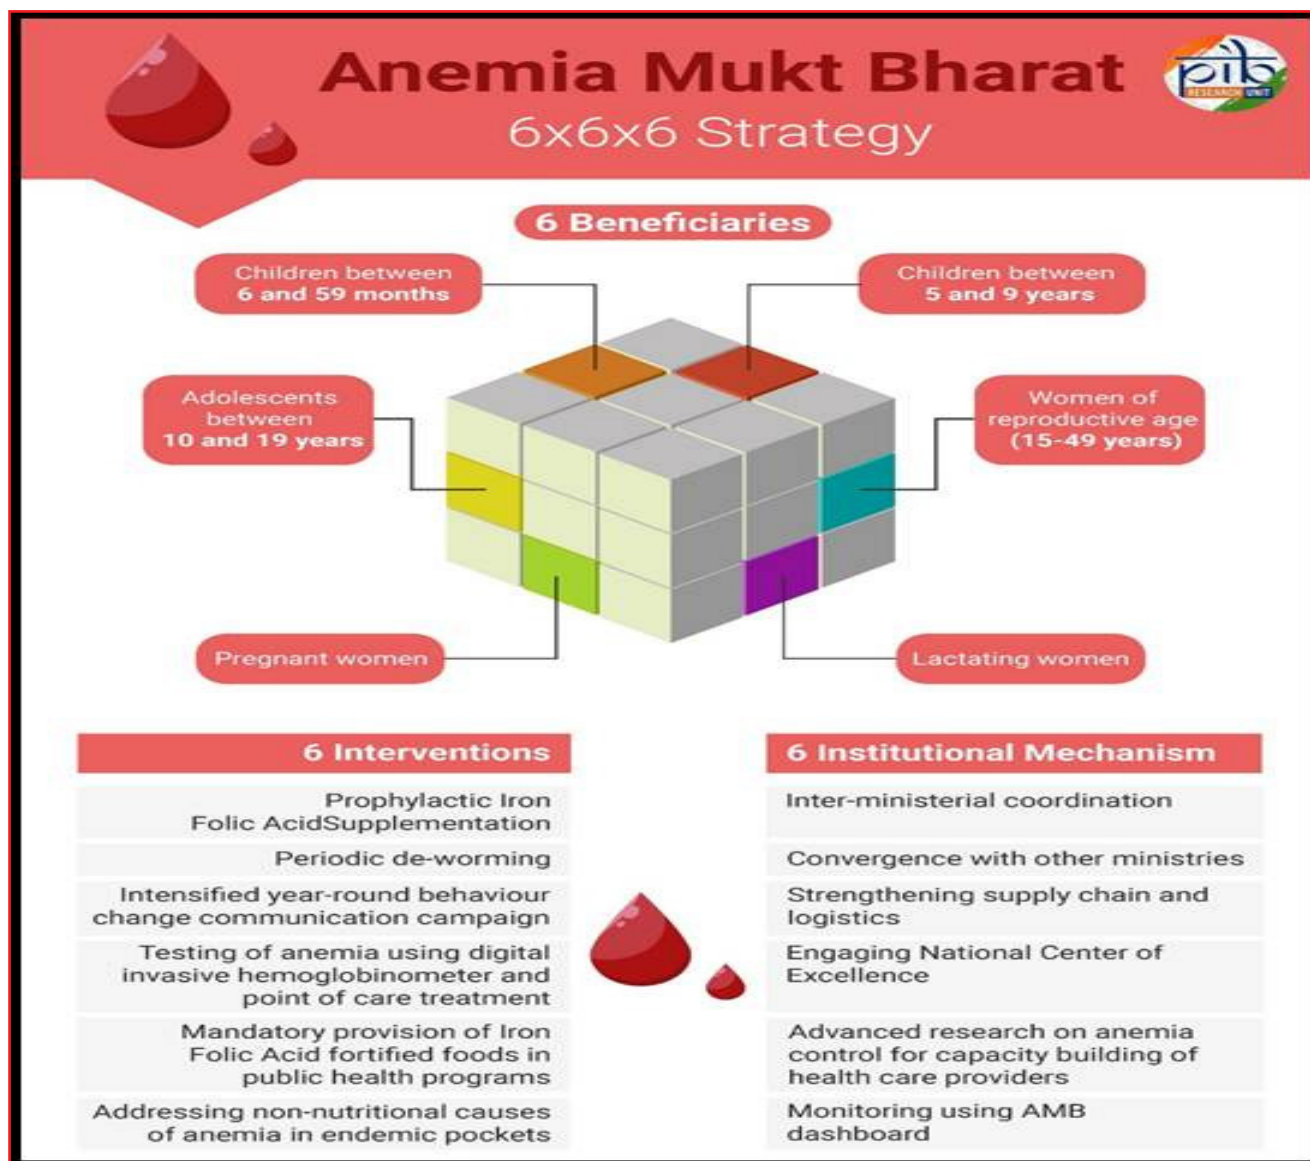 Anemia Mukt Bharat
pib
RESEARCH UNIT
6x6x6 Strategy
6 Beneficiaries
Children between
6 and 59 months
Children between
5 and 9 years
Adolescents
between
10 and 19 years
Women of
reproductive age
(15-49 years)
Pregnant women
Lactating women
6 Interventions
Prophylactic Iron
Folic AcidSupplementation
Periodic de-worming
Intensified year-round behaviour
change communication campaign
Testing of anemia using digital
invasive hemoglobinometer and
point of care treatment
Mandatory provision of Iron
Folic Acid fortified foods in
public health programs
Addressing non-nutritional causes
of anemia in endemic pockets
6 Institutional Mechanism
Inter-ministerial coordination
Convergence with other ministries
Strengthening supply chain and
logistics
Engaging National Center of
Excellence
Advanced research on anemia
control for capacity building of
health care providers
Monitoring using AMB
dashboard